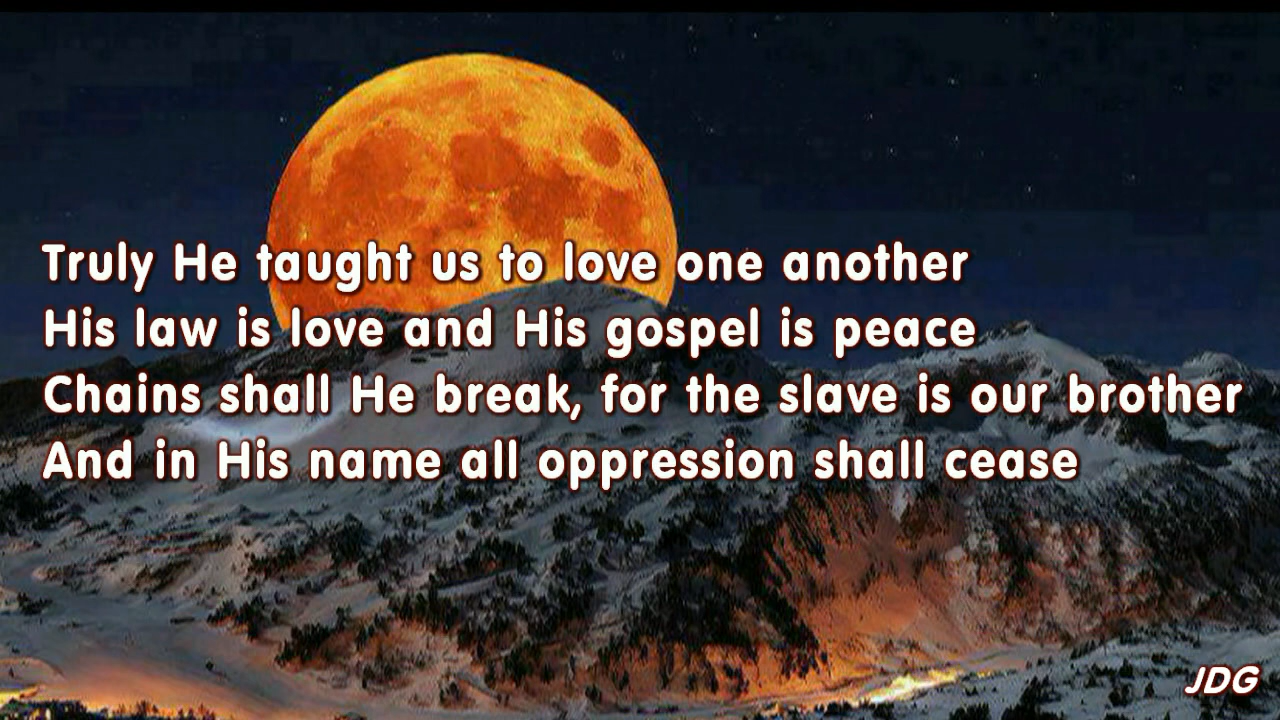 Truly He taught us to love one another
His law is love and His gospel is peace
Chains shall He break, for the slave is our brother
And in His name all oppression shall cease
JDG